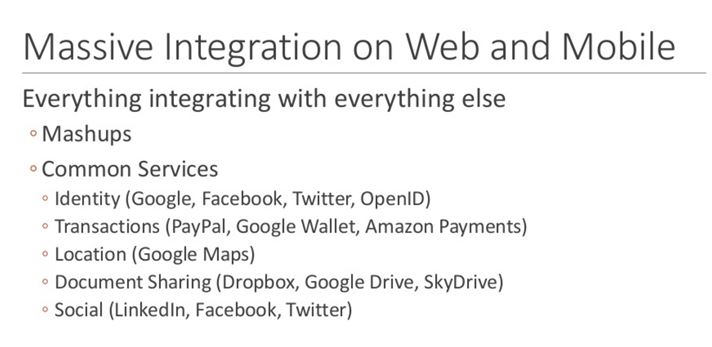 Massive Integration on Web and Mobile
Everything integrating with everything else
◦ Mashups
◦ Common Services
◦ Identity (Google, Facebook, Twitter, OpenID)
◦ Transactions (PayPal, Google Wallet, Amazon Payments)
◦ Location (Google Maps)
◦ Document Sharing (Dropbox, Google Drive, SkyDrive)
◦ Social (LinkedIn, Facebook, Twitter)